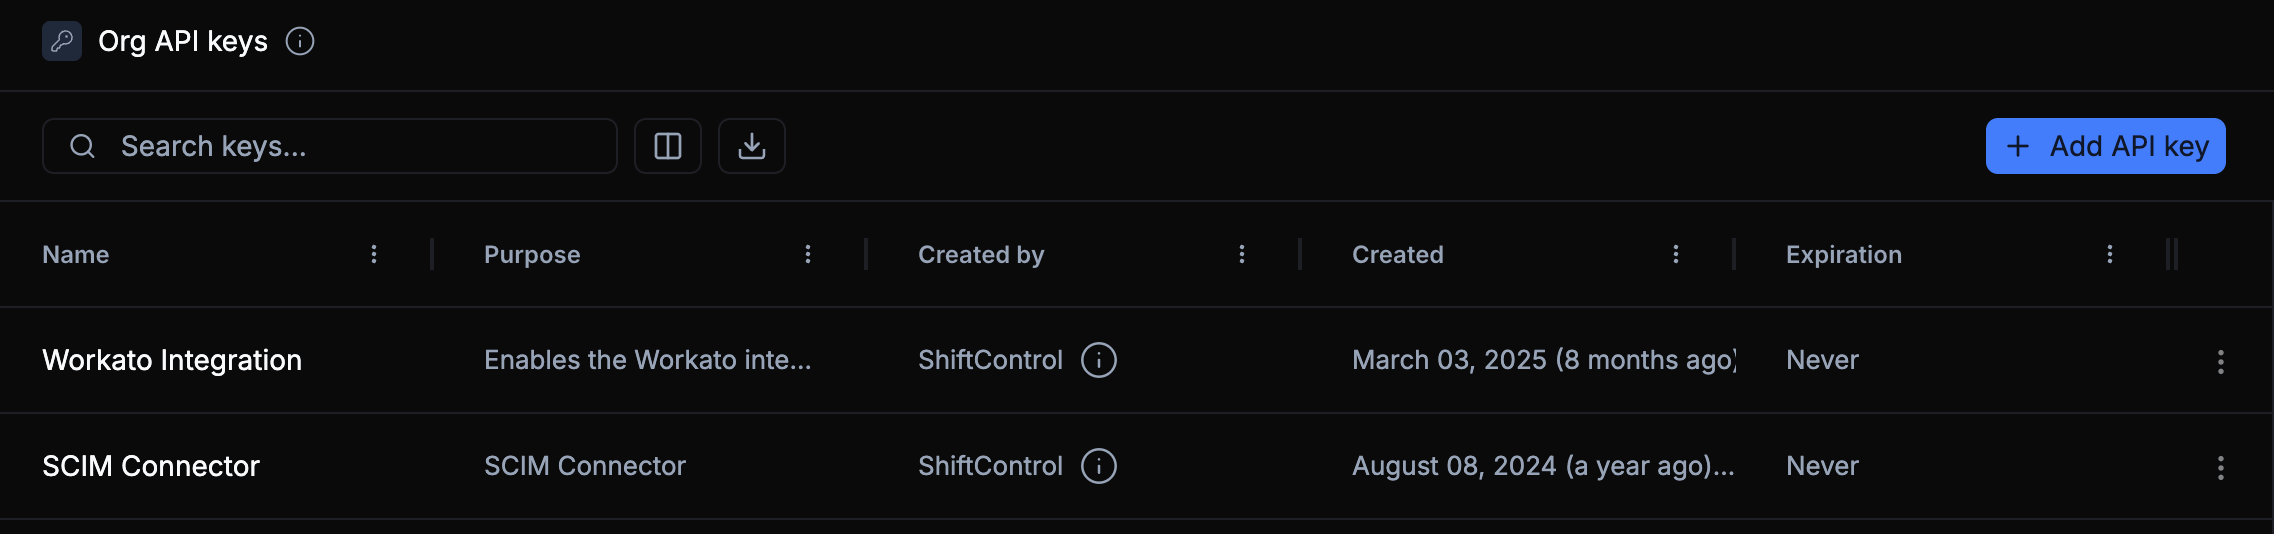 Org API keys
Search keys...
Add API key
Name Purpose Created by Created Expiration
Workato Integration Enables the Workato inte... ShiftControl March 03, 2025 (8 months ago) Never
SCIM Connector SCIM Connector ShiftControl August 08, 2024 (a year ago)... Never